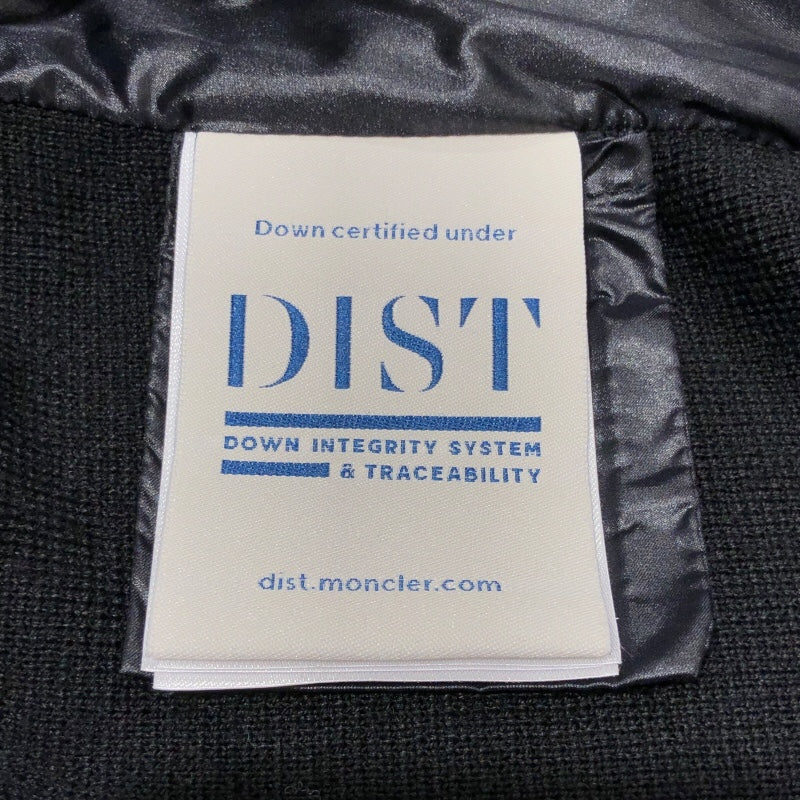 Down certified under
DIST
DOWN INTEGRITY SYSTEM
& TRACEABILITY
dist.moncler.com